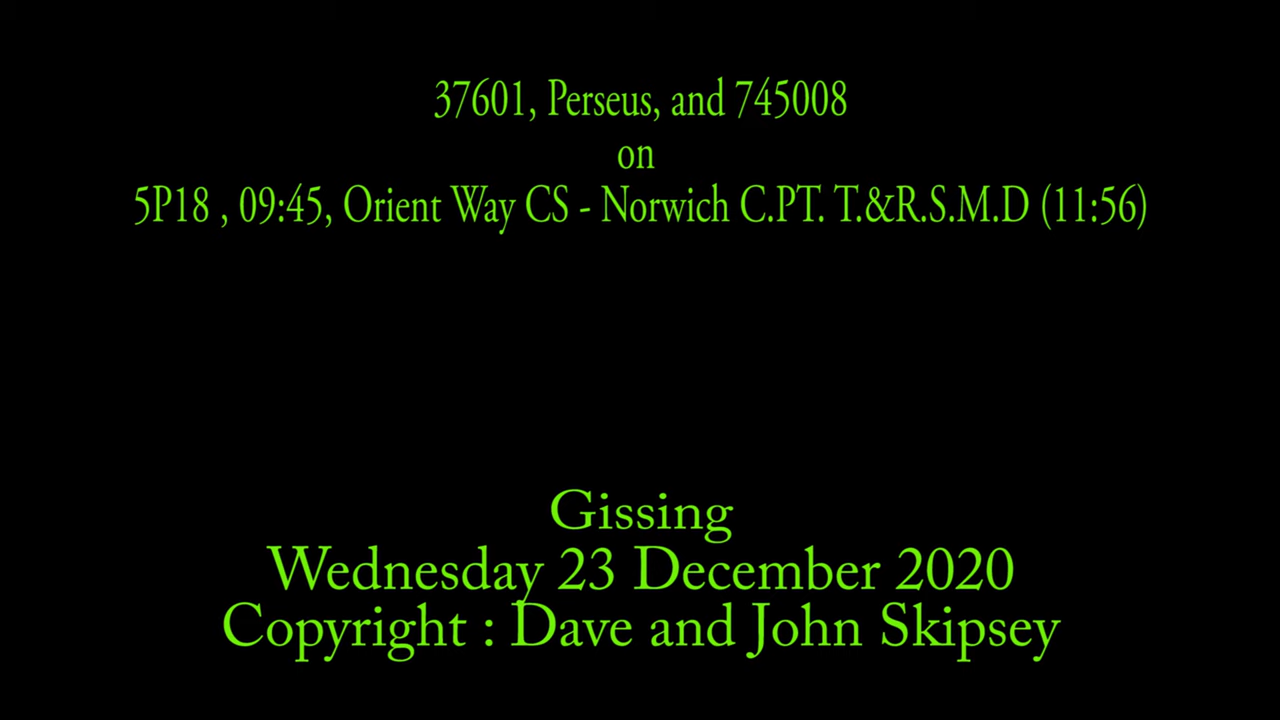 37601, Perseus, and 745008
on
5P18 , 09:45, Orient Way CS - Norwich C.PT. T.&R.S.M.D (11:56)
Gissing
Wednesday 23 December 2020
Copyright : Dave and John Skipsey